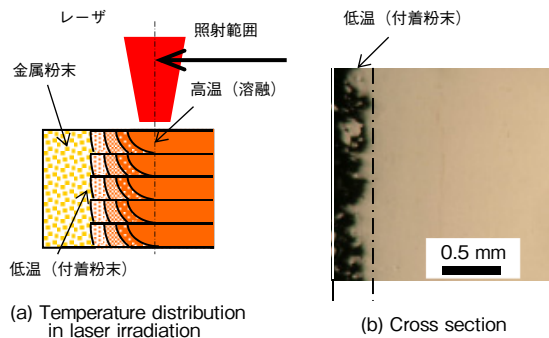 レーザ
照射範囲
金属粉末
高温（溶融）
低温（付着粉末）
(a) Temperature distribution
in laser irradiation
低温（付着粉末）
0.5 mm
(b) Cross section